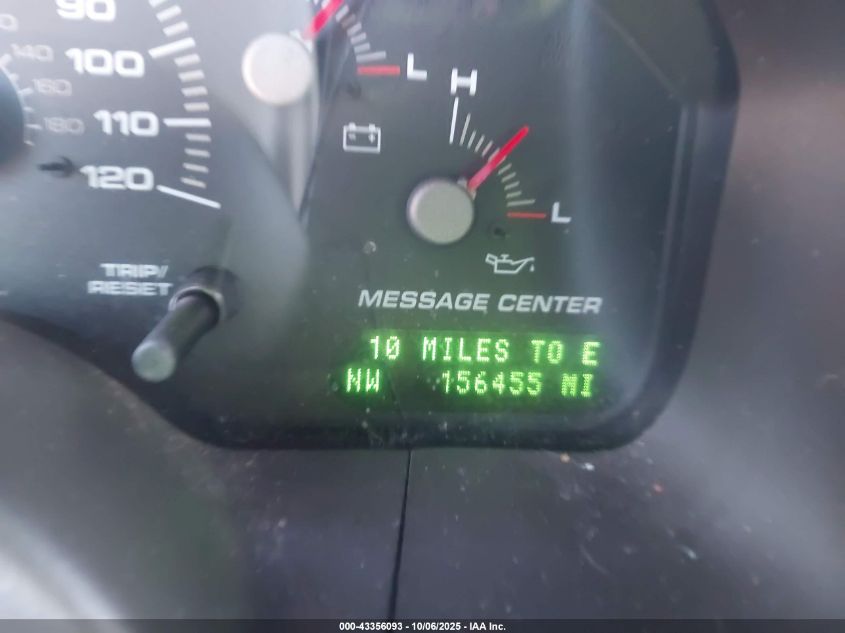 90
100
140
160
110
180
120
L
H
L
TRIP/
RESET
MESSAGE CENTER
10 MILES TO E
NW 156455 MI
000-43356093 - 10/06/2025 - IAA Inc.